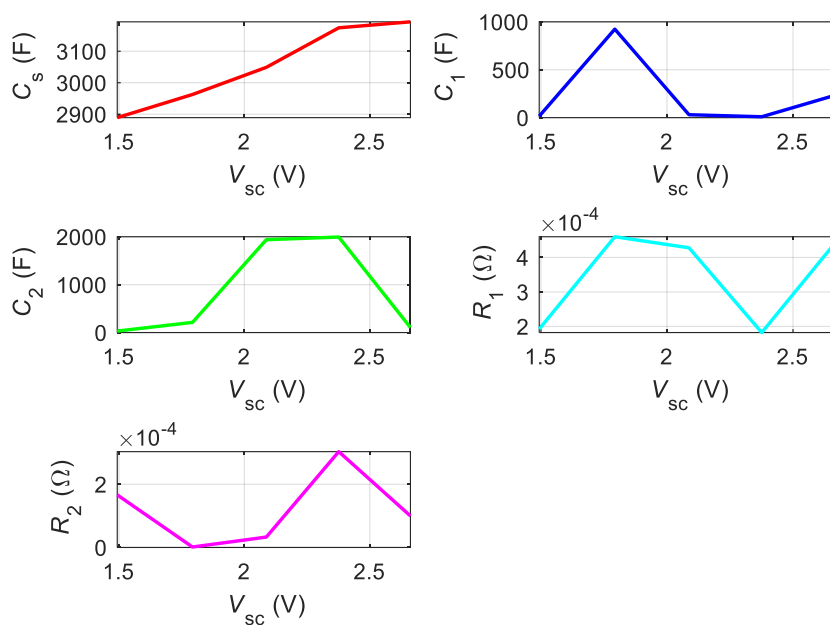 C_s (F)
3100
3000
2900
1.5 2 2.5
V_sc (V)
C_1 (F)
1000
500
0
1.5 2 2.5
V_sc (V)
C_2 (F)
2000
1000
0
1.5 2 2.5
V_sc (V)
×10^-4
R_1 (Ω)
4
3
2
1.5 2 2.5
V_sc (V)
×10^-4
R_2 (Ω)
2
0
1.5 2 2.5
V_sc (V)